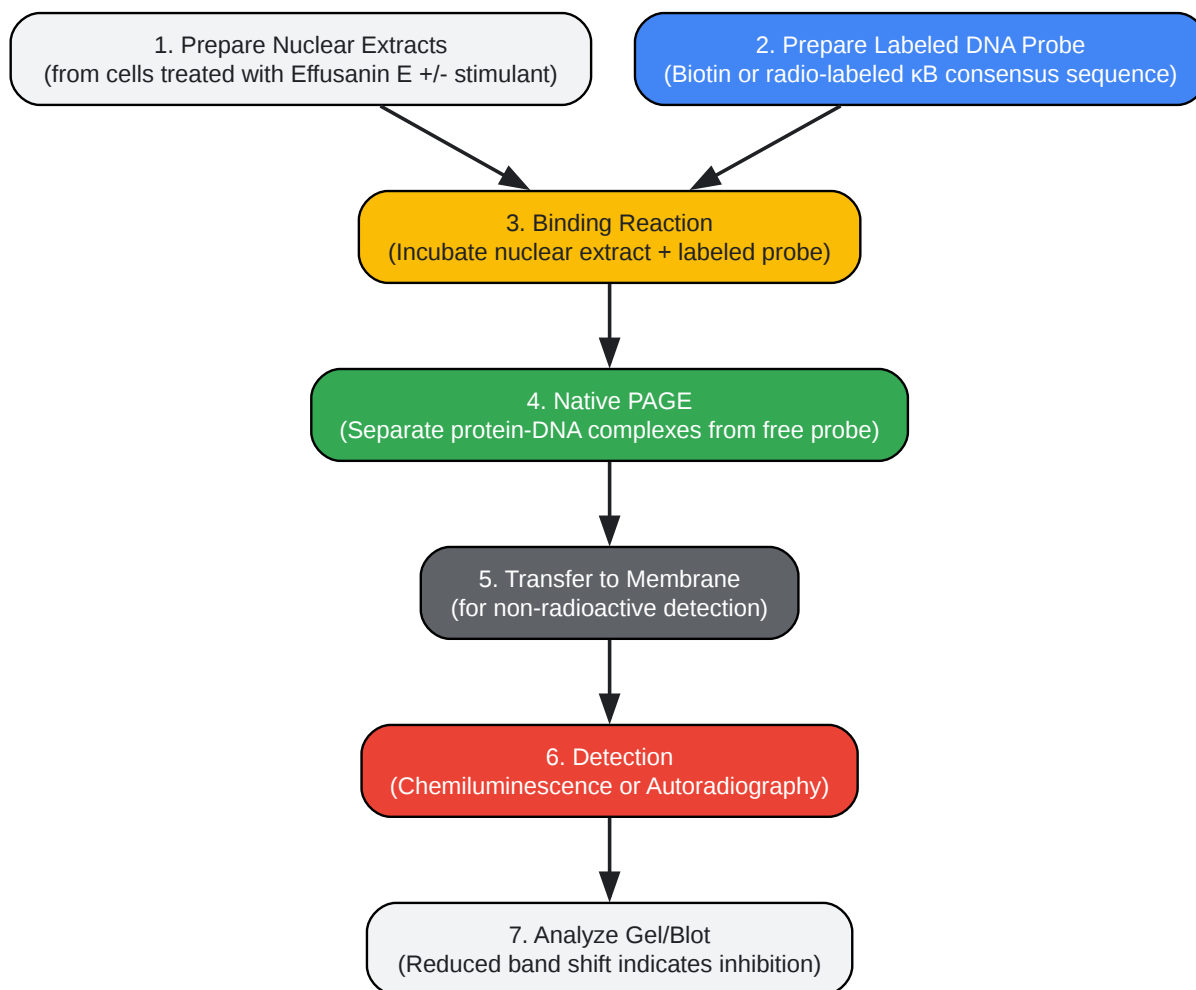 1. Prepare Nuclear Extracts
(from cells treated with Effusanin E +/- stimulant)
2. Prepare Labeled DNA Probe
(Biotin or radio-labeled κB consensus sequence)
3. Binding Reaction
(Incubate nuclear extract + labeled probe)
4. Native PAGE
(Separate protein-DNA complexes from free probe)
5. Transfer to Membrane
(for non-radioactive detection)
6. Detection
(Chemiluminescence or Autoradiography)
7. Analyze Gel/Blot
(Reduced band shift indicates inhibition)